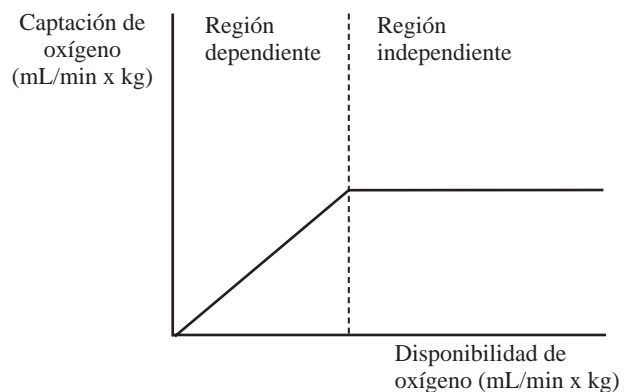 Captación de
oxígeno
(mL/min x kg)
Región
dependiente
Región
independiente
Disponibilidad de
oxígeno (mL/min x kg)